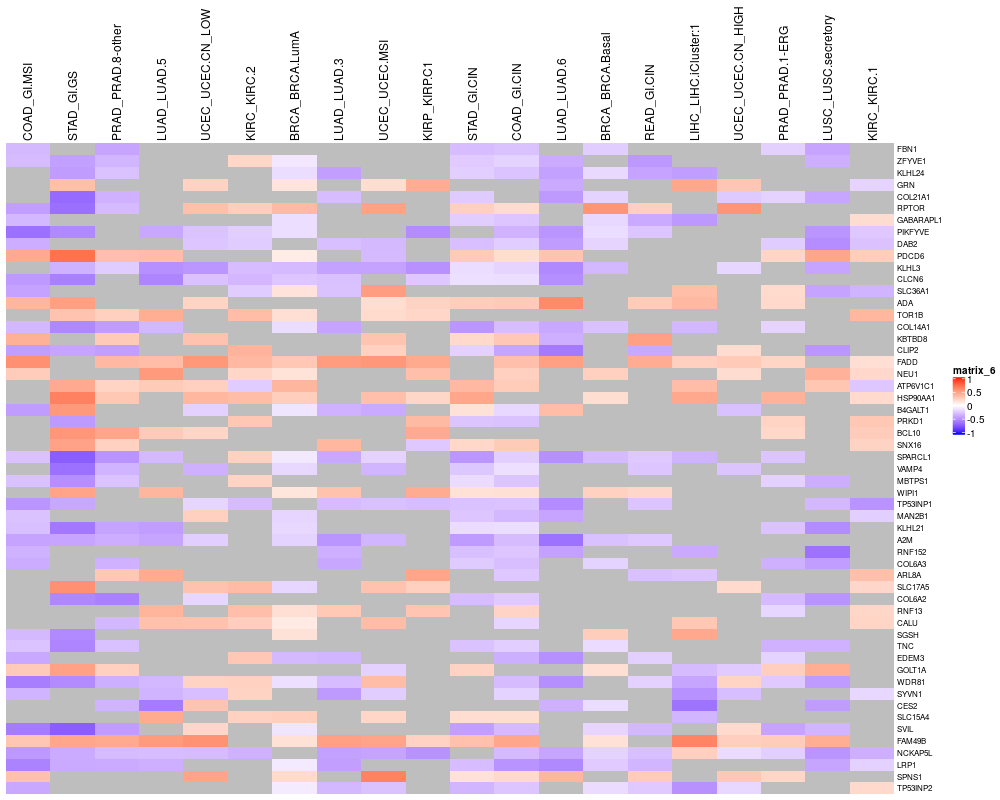 COAD_GI.MSI
STAD_GI.GS
PRAD_PRAD.8-other
LUAD_LUAD.5
UCEC_UCEC.CN_LOW
KIRC_KIRC.2
BRCA_BRCA.LumA
LUAD_LUAD.3
UCEC_UCEC.MSI
KIRP_KIRP.C1
STAD_GI.CIN
COAD_GI.CIN
LUAD_LUAD.6
BRCA_BRCA.Basal
READ_GI.CIN
LIHC_LIHC.iCluster:1
UCEC_UCEC.CN_HIGH
PRAD_PRAD.1-ERG
LUSC_LUSC.secretory
KIRC_KIRC.1
FBN1
ZFYVE1
KLHL24
GRN
COL21A1
RPTOR
GABARAPL1
PIKFYVE
DAB2
PDCD6
KLHL3
CLCN6
SLC36A1
ADA
TOR1B
COL14A1
KBTBD8
CLIP2
FADD
NEU1
ATP6V1C1
HSP90AA1
B4GALT1
PRKD1
BCL10
SNX16
SPARCL1
VAMP4
MBTPS1
WIPI1
TP53INP1
MAN2B1
KLHL21
A2M
RNF152
COL6A3
ARL8A
SLC17A5
COL6A2
RNF13
CALU
SGSH
TNC
EDEM3
GOLT1A
WDR81
SYVN1
CES2
SLC15A4
SVIL
FAM49B
NCKAP5L
LRP1
SPNS1
TP53INP2
matrix_6
1
0.5
0
-0.5
-1